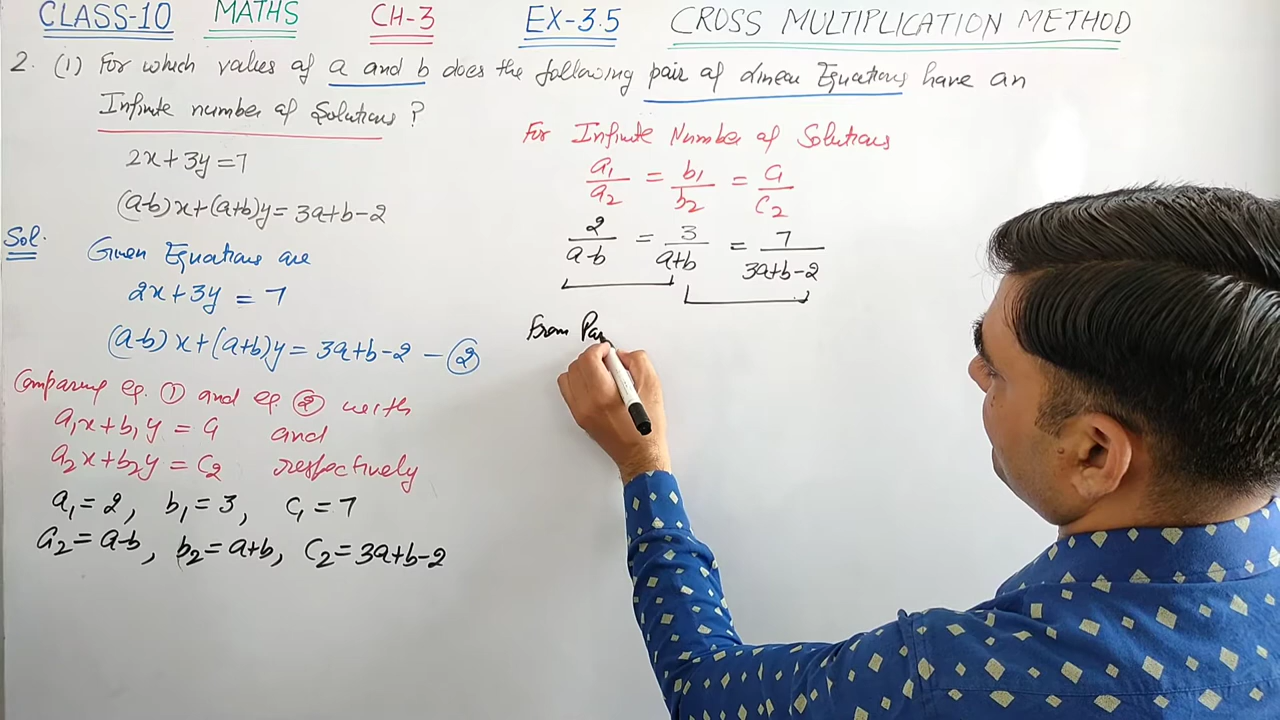 CLASS-10 MATHS CH-3 EX-3.5 CROSS MULTIPLICATION METHOD
2. (1) For which values of a and b does the following pair of Linear Equations have an
Infinite number of Solutions?
2x+3y=7
(a-b)x+(a+b)y=3a+b-2
Sol.
Given Equations are
2x+3y=7
(a-b)x+(a+b)y=3a+b-2 -②
Comparing eq. ① and eq. ② with
a₁x+b₁y=c₁ and
a₂x+b₂y=c₂ respectively
a₁=2, b₁=3, c₁=7
a₂=a-b, b₂=a+b, c₂=3a+b-2
For Infinite Number of Solutions
a₁/a₂ = b₁/b₂ = c₁/c₂
2/a-b = 3/a+b = 7/3a+b-2
From Pa